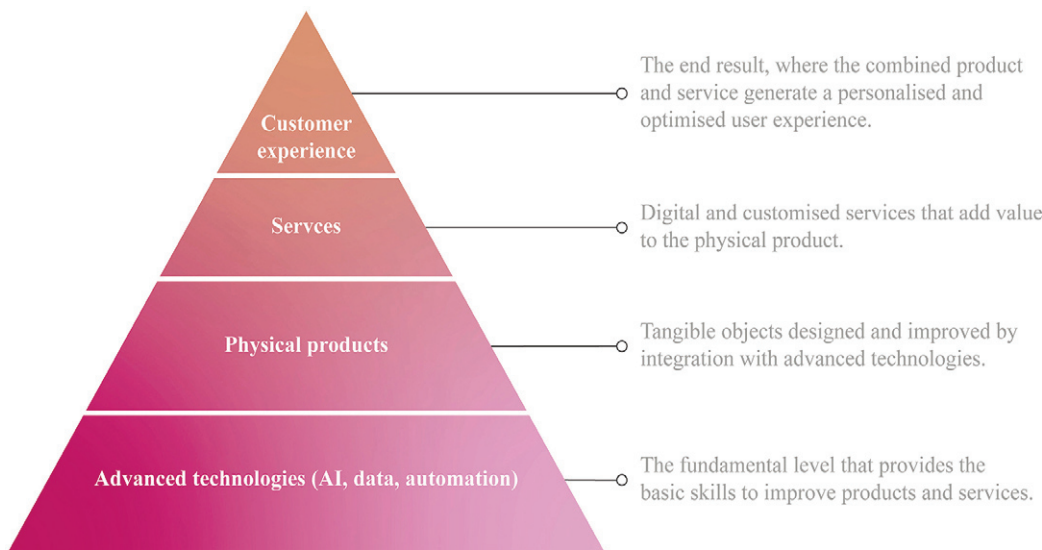 Customer
experience
The end result, where the combined product
and service generate a personalised and
optimised user experience.
Servces
Digital and customised services that add value
to the physical product.
Physical products
Tangible objects designed and improved by
integration with advanced technologies.
Advanced technologies (AI, data, automation)
The fundamental level that provides the
basic skills to improve products and services.